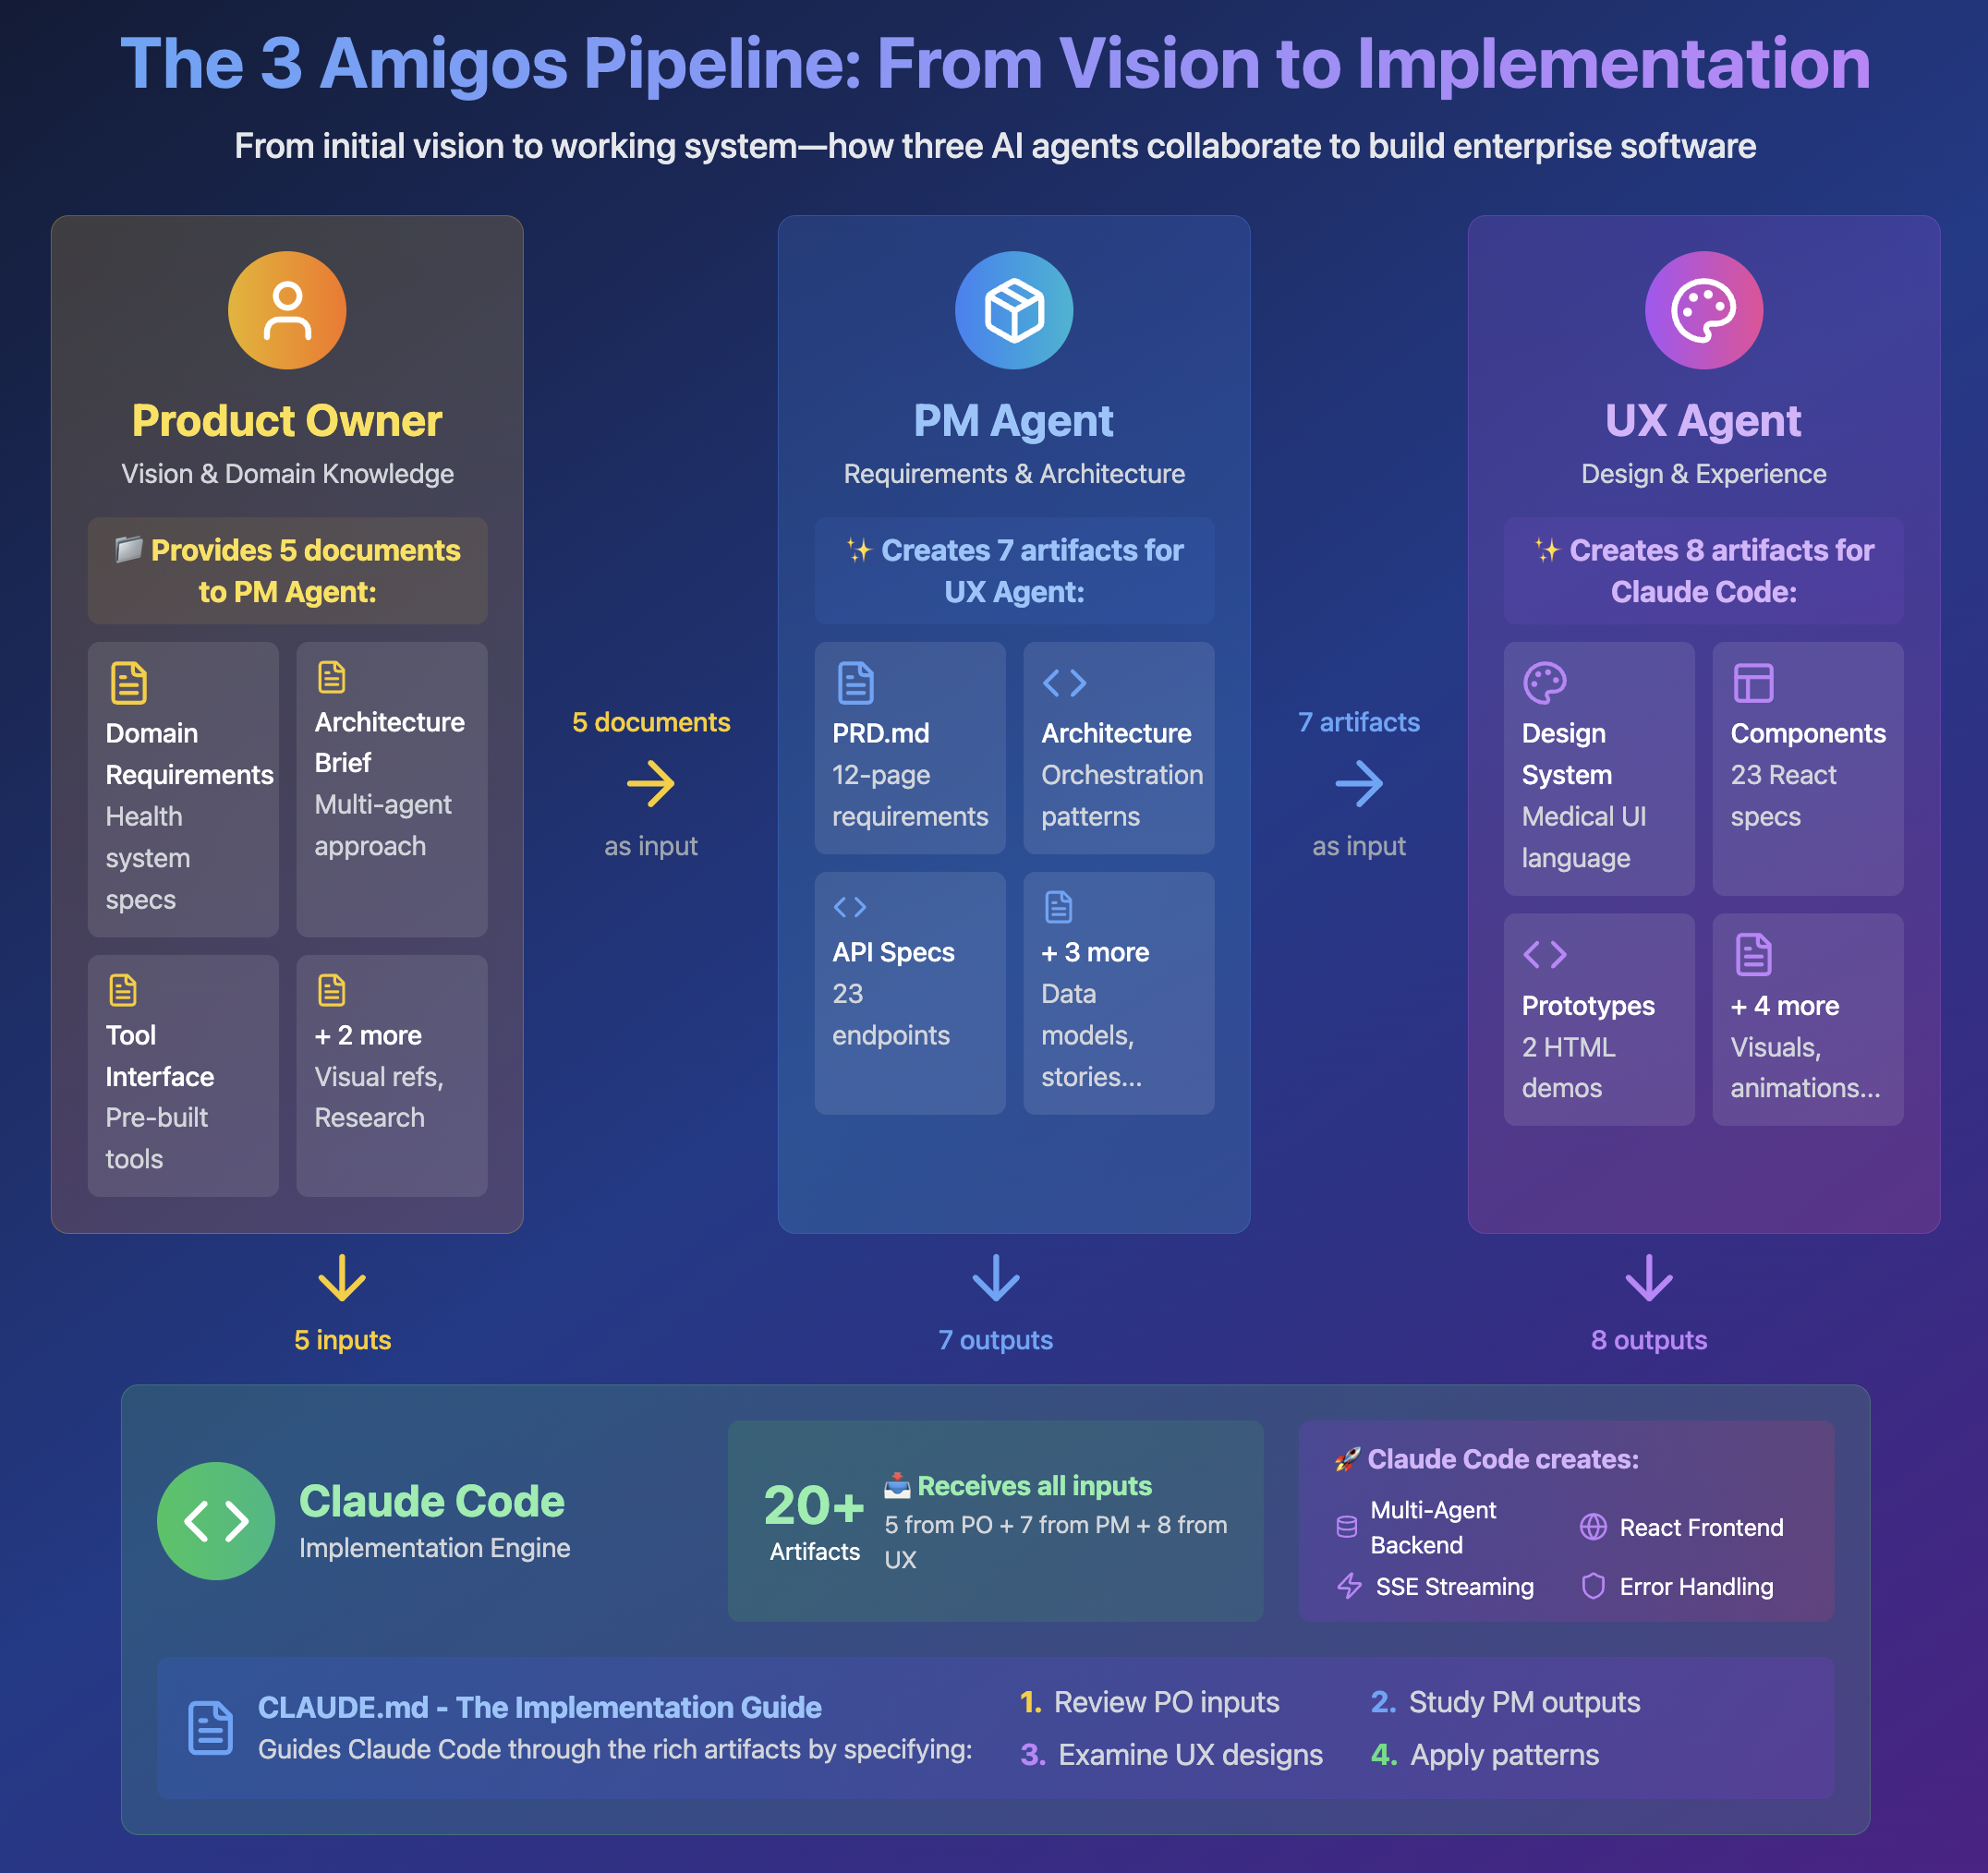 The 3 Amigos Pipeline: From Vision to Implementation
From initial vision to working system—how three AI agents collaborate to build enterprise software
Product Owner
Vision & Domain Knowledge
📁 Provides 5 documents
to PM Agent:
Domain
Requirements
Health
system
specs
Architecture
Brief
Multi-agent
approach
Tool
Interface
Pre-built
tools
+ 2 more
Visual refs,
Research
5 documents
as input
PM Agent
Requirements & Architecture
✨ Creates 7 artifacts for
UX Agent:
PRD.md
12-page
requirements
Architecture
Orchestration
patterns
API Specs
23
endpoints
+ 3 more
Data
models,
stories...
7 artifacts
as input
UX Agent
Design & Experience
✨ Creates 8 artifacts for
Claude Code:
Design
System
Medical UI
language
Components
23 React
specs
Prototypes
2 HTML
demos
+ 4 more
Visuals,
animations...
5 inputs
7 outputs
8 outputs
Claude Code
Implementation Engine
20+
Artifacts
📥 Receives all inputs
5 from PO + 7 from PM + 8 from
UX
🚀 Claude Code creates:
Multi-Agent
Backend
React Frontend
SSE Streaming
Error Handling
CLAUDE.md - The Implementation Guide
Guides Claude Code through the rich artifacts by specifying:
1. Review PO inputs
2. Study PM outputs
3. Examine UX designs
4. Apply patterns